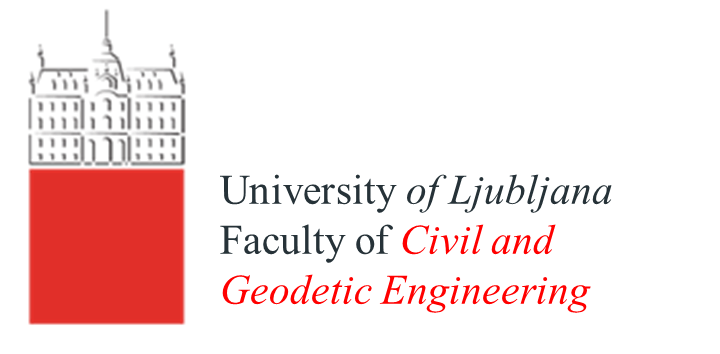 University of Ljubljana
Faculty of Civil and
Geodetic Engineering